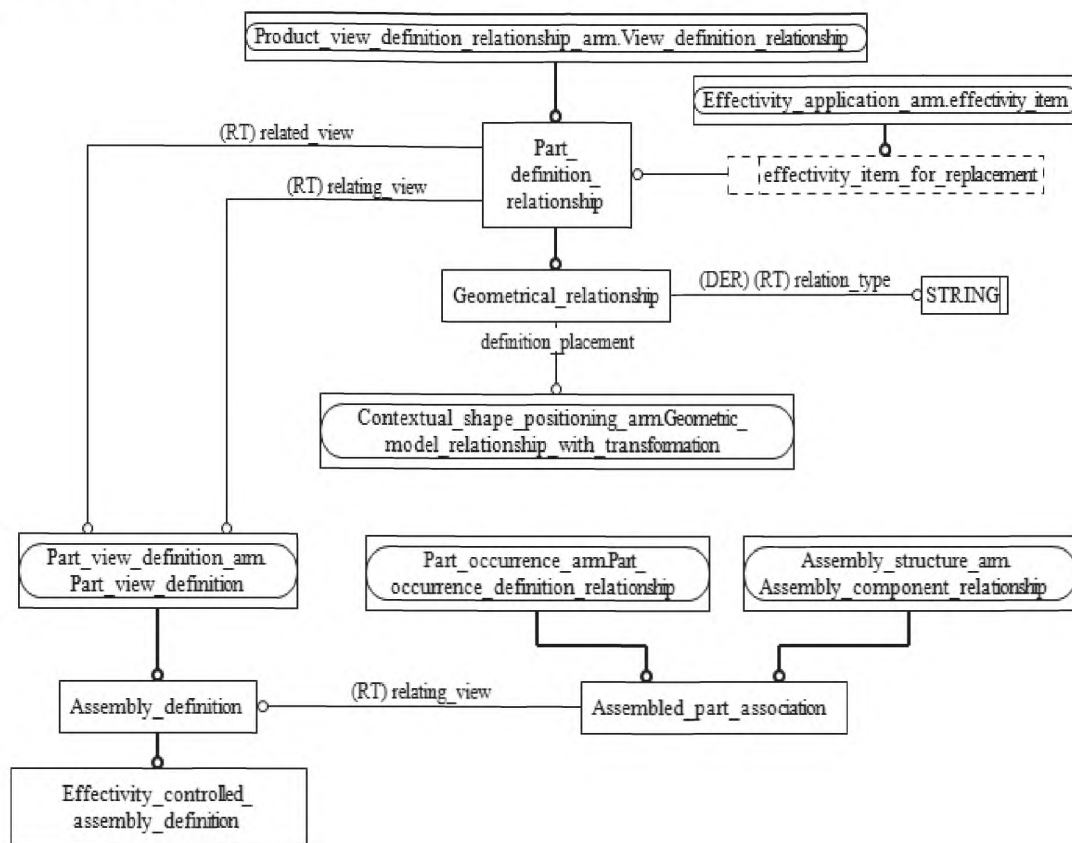 Product_view_definition_relationship_arm.View_definition_relationship
Effectivity_application_arm.effectivity_item
(RT) related_view
Part_
definition_
relationship
effectivity_item_for_replacement
(RT) relating_view
Geometrical_relationship
(DER) (RT) relation_type
STRING
definition_placement
Contextual_shape_positioning_arm.Geometric_
model_relationship_with_transformation
Part_view_definition_arm.
Part_view_definition
Part_occurrence_arm.Part_
occurrence_definition_relationship
Assembly_structure_arm.
Assembly_component_relationship
Assembly_definition
(RT) relating_view
Assembled_part_association
Effectivity_controlled_
assembly_definition